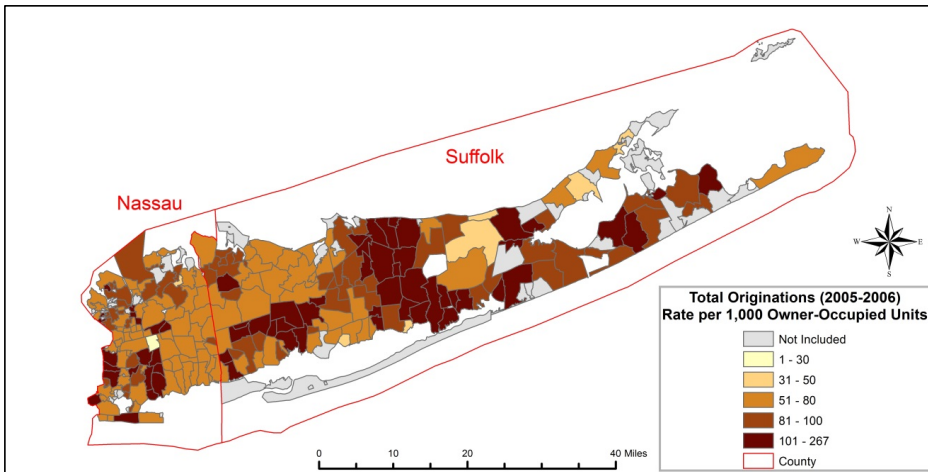 Suffolk
Nassau
N
W E
S
Total Originations (2005-2006)
Rate per 1,000 Owner-Occupied Units
Not Included
1 - 30
31 - 50
51 - 80
81 - 100
101 - 267
County
0 10 20 40 Miles